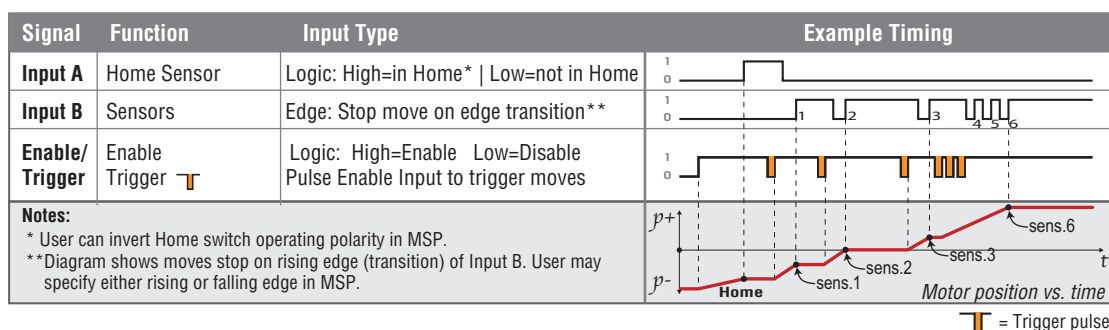 Signal Function Input Type Example Timing
Input A Home Sensor Logic: High=in Home* | Low=not in Home
1
0
Input B Sensors Edge: Stop move on edge transition**
1
0
1 2 3 4 5 6
Enable/ Enable Logic: High=Enable Low=Disable
Trigger Trigger Pulse Enable Input to trigger moves
1
0
Notes:
* User can invert Home switch operating polarity in MSP.
**Diagram shows moves stop on rising edge (transition) of Input B. User may
specify either rising or falling edge in MSP.
p+
sens.6
sens.3
t
sens.2
sens.1
p-
Home
Motor position vs. time
= Trigger pulse